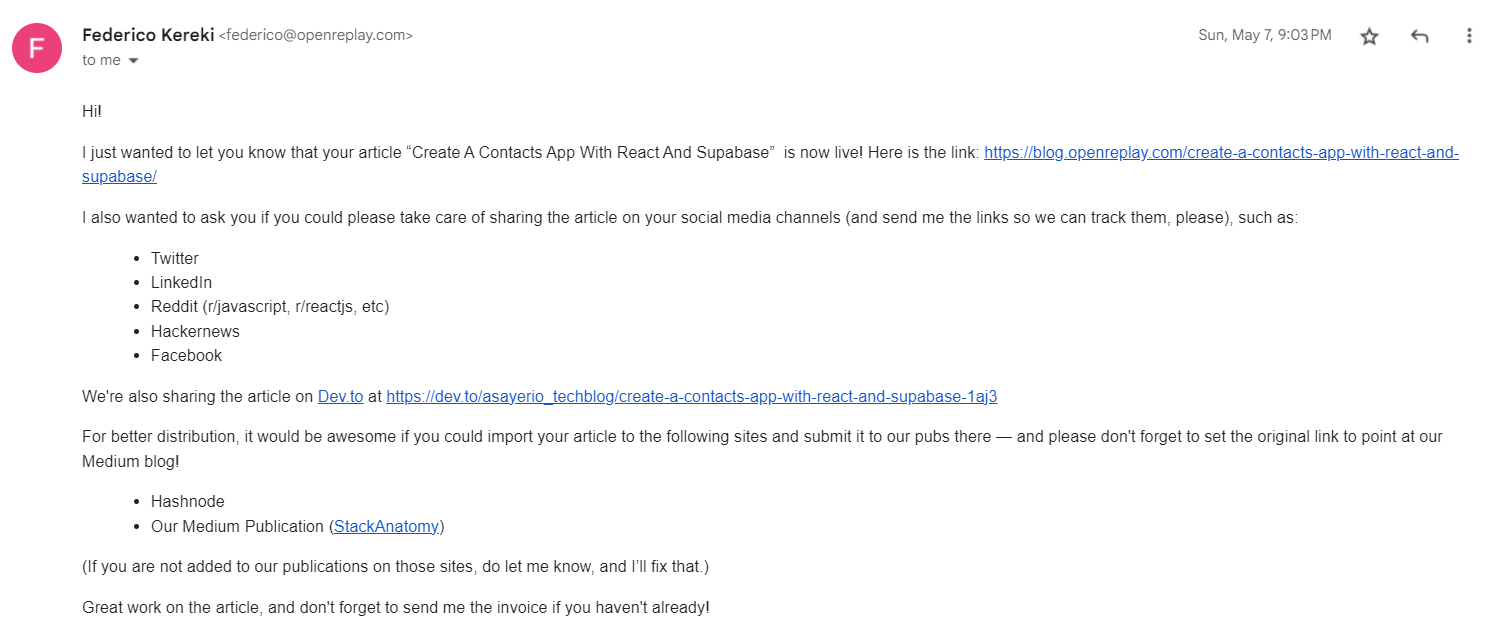 F
Federico Kereki <federico@openreplay.com>
Sun, May 7, 9:03 PM
to me
Hi!
I just wanted to let you know that your article “Create A Contacts App With React And Supabase”  is now live! Here is the link: https://blog.openreplay.com/create-a-contacts-app-with-react-and-
supabase/
I also wanted to ask you if you could please take care of sharing the article on your social media channels (and send me the links so we can track them, please), such as:
• Twitter
• LinkedIn
• Reddit (r/javascript, r/reactjs, etc)
• Hackernews
• Facebook
We're also sharing the article on Dev.to at https://dev.to/asayerio_techblog/create-a-contacts-app-with-react-and-supabase-1aj3
For better distribution, it would be awesome if you could import your article to the following sites and submit it to our pubs there — and please don't forget to set the original link to point at our
Medium blog!
• Hashnode
• Our Medium Publication (StackAnatomy)
(If you are not added to our publications on those sites, do let me know, and I’ll fix that.)
Great work on the article, and don't forget to send me the invoice if you haven't already!